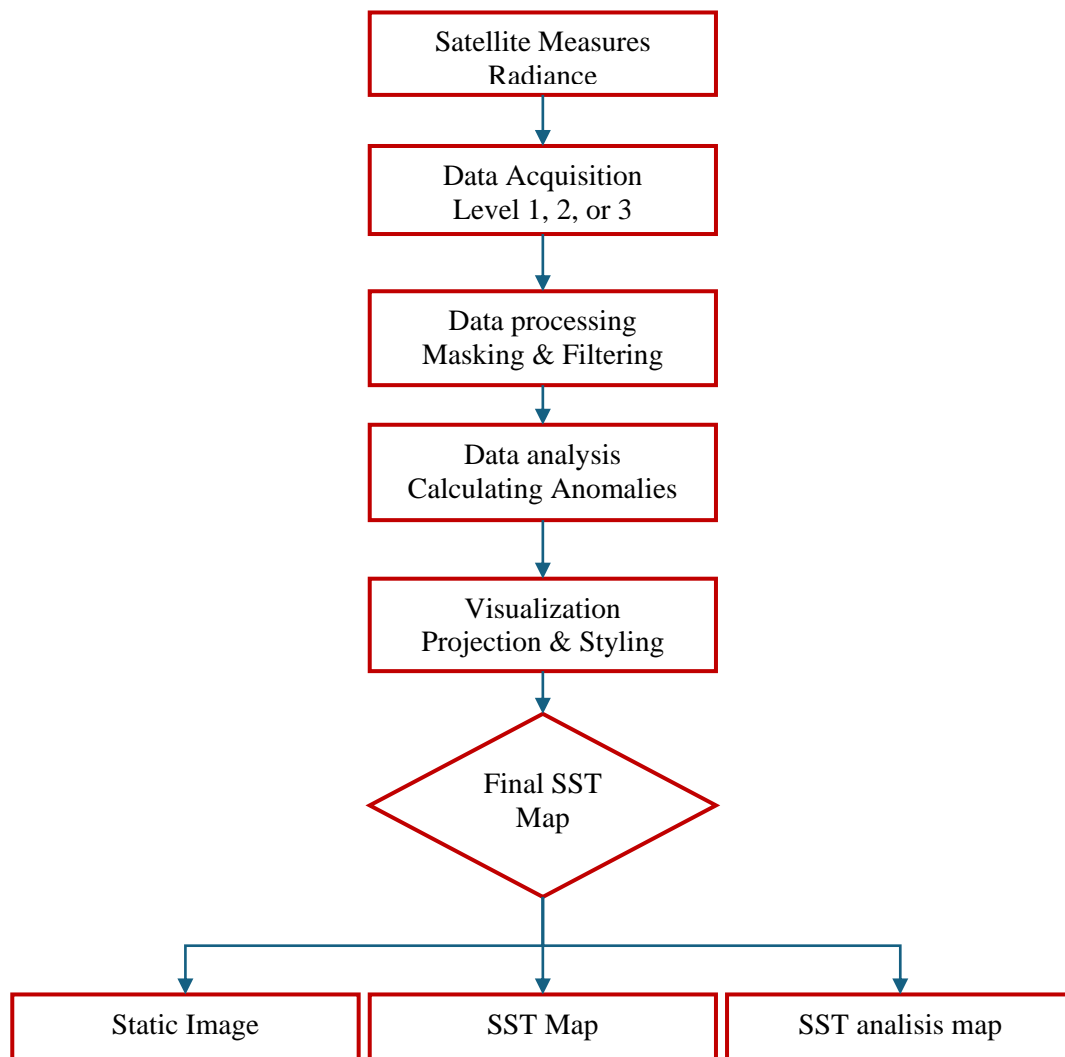 Satellite Measures
Radiance
Data Acquisition
Level 1, 2, or 3
Data processing
Masking & Filtering
Data analysis
Calculating Anomalies
Visualization
Projection & Styling
Final SST
Map
Static Image
SST Map
SST analisis map